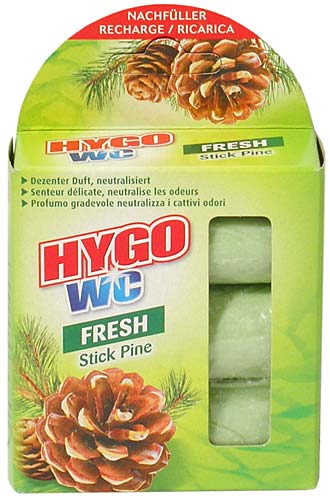 NACHFÜLLER
RECHARGE / RICARICA
HYGO
WC
FRESH
Stick Pine
▸ Dezenter Duft, neutralisiert
▸ Senteur délicate, neutralise les odeurs
▸ Profumo gradevole neutralizza i cattivi odori
HYGO
WC
FRESH
Stick Pine